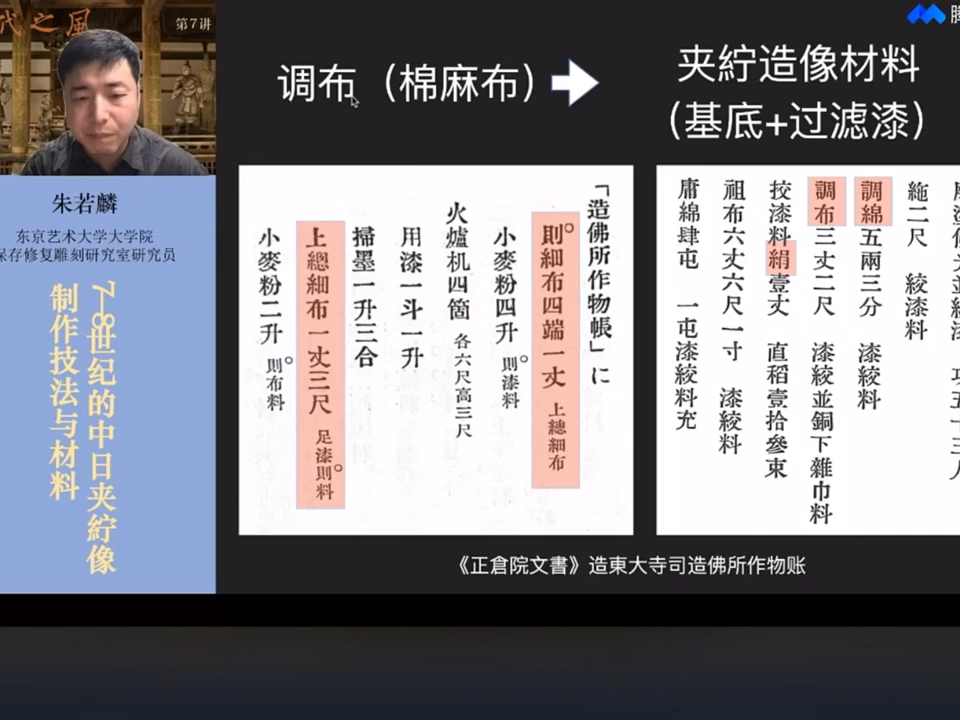 代之風
第7讲
朱若麟
东京艺术大学大学院
保存修复雕刻研究室研究员
7—8世纪的中日夹紵像
制作技法与材料
调布（棉麻布）
夹紵造像材料
（基底+过滤漆）
「造佛所作物帳」に
則細布四端一丈 上總細布
小麥粉四升 則漆料
火爐机四箇 各六尺高三尺
用漆一斗一升
掃墨一升三合
上總細布一丈三尺 足漆則料
小麥粉二升 則布料
絁二尺 絞漆料
調綿五兩三分 漆絞料
調布三丈二尺 漆絞並銅下雜巾料
挍漆料絹壹丈 直稻壹拾參束
祖布六丈六尺一寸 漆絞料
庸綿肆屯 一屯漆絞料充
《正倉院文書》造東大寺司造佛所作物账